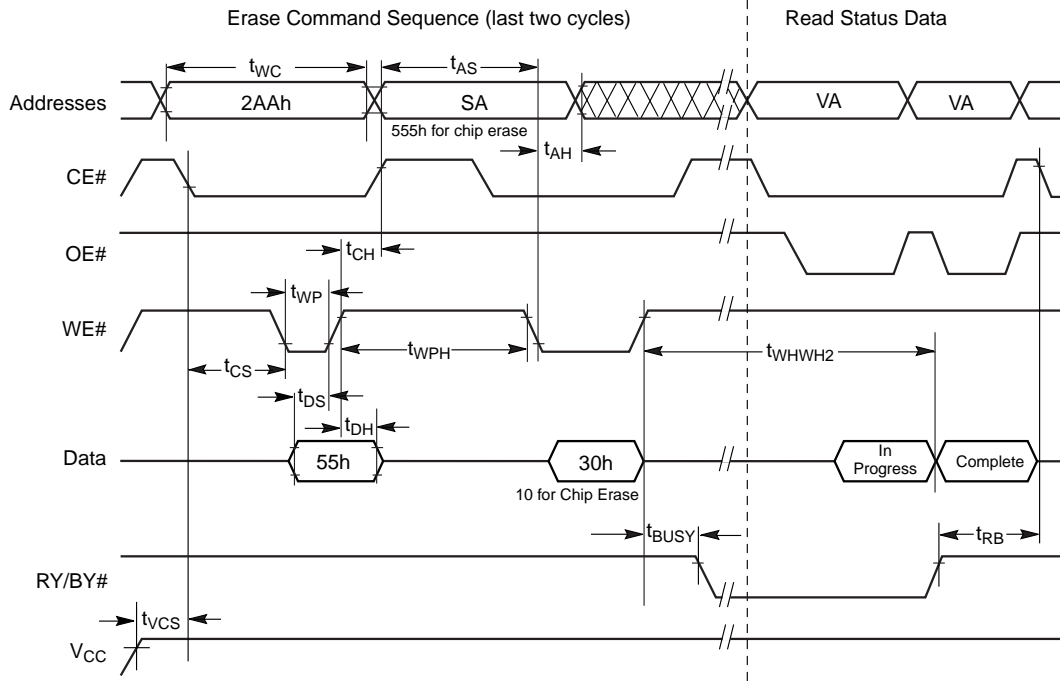 Erase Command Sequence (last two cycles)
Read Status Data
tWC
tAS
Addresses
2AAh
SA
VA
VA
555h for chip erase
tAH
CE#
OE#
tCH
tWP
WE#
tWPH
tWHWH2
tCS
tDS
tDH
Data
55h
30h
In
Progress
Complete
10 for Chip Erase
tBUSY
tRB
RY/BY#
tVCS
VCC